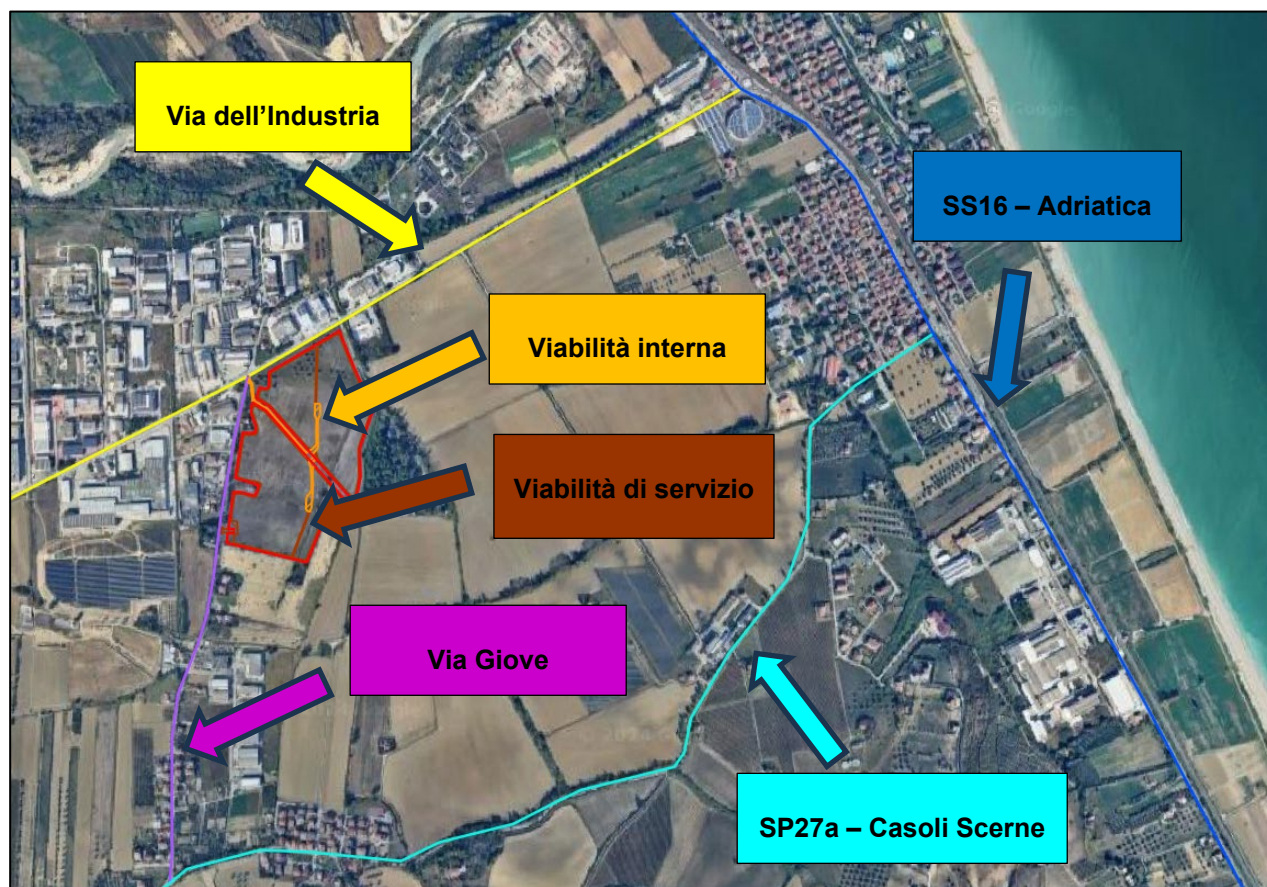 Via dell’Industria
SS16 – Adriatica
Viabilità interna
Viabilità di servizio
Via Giove
SP27a – Casoli Scerne